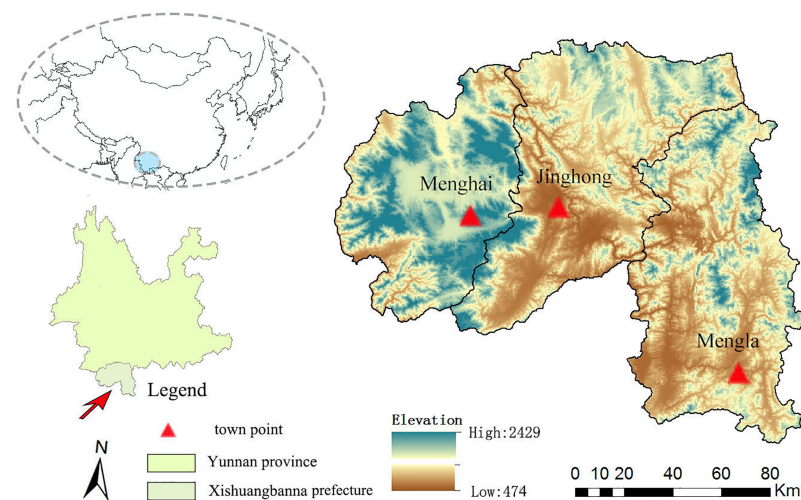 Menghai
Jinghong
Mengla
Legend
town point
Yunnan province
Xishuangbanna prefecture
N
Elevation
High:2429
Low:474
0 10 20 40 60 80
Km